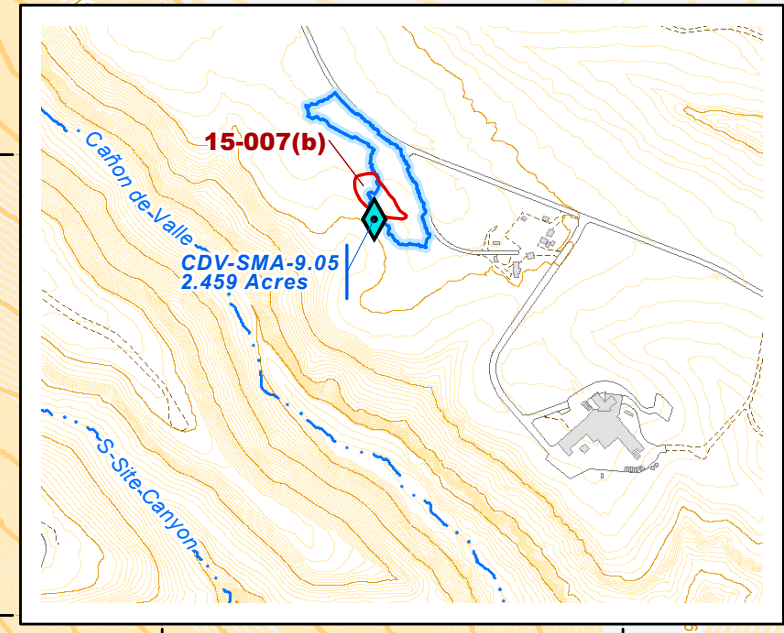 15-007(b)
Cañon de Valle
CDV-SMA-9.05
2.459 Acres
S-Site Canyon